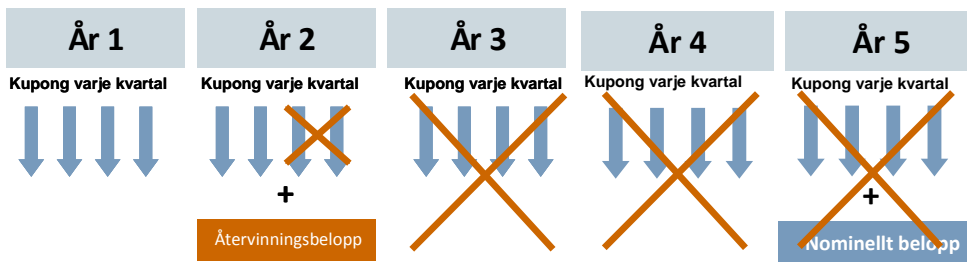 År 1
Kupong varje kvartal
År 2
Kupong varje kvartal
+
Återvinningsbelopp
År 3
Kupong varje kvartal
År 4
Kupong varje kvartal
År 5
Kupong varje kvartal
+
Nominellt belopp